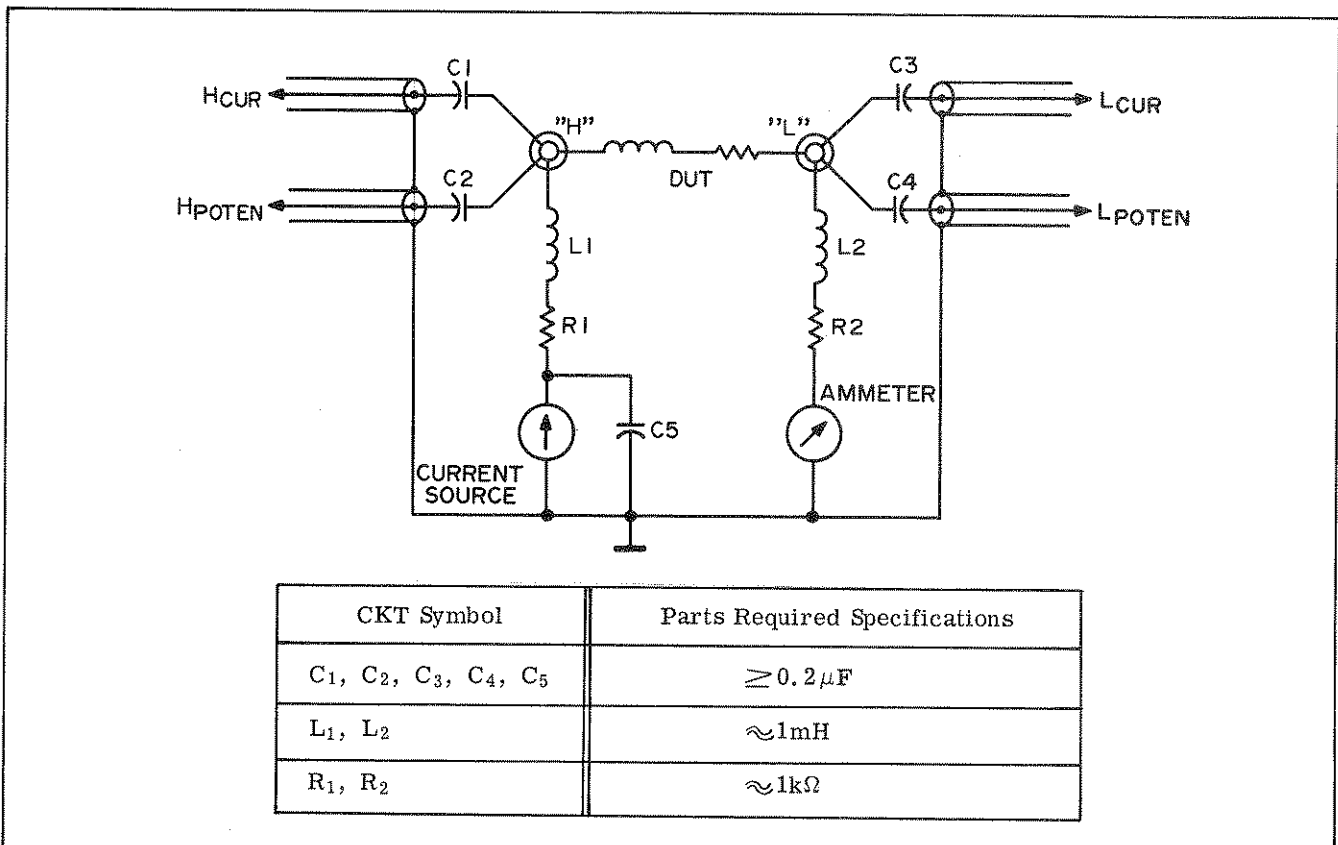 C1
C3
HCUR
LCUR
"H"
"L"
C2
DUT
C4
HPOTEN
LPOTEN
L1
L2
R1
R2
AMMETER
C5
CURRENT
SOURCE
CKT Symbol Parts Required Specifications
C₁, C₂, C₃, C₄, C₅ ≥0.2μF
L₁, L₂ ≈1mH
R₁, R₂ ≈1kΩ